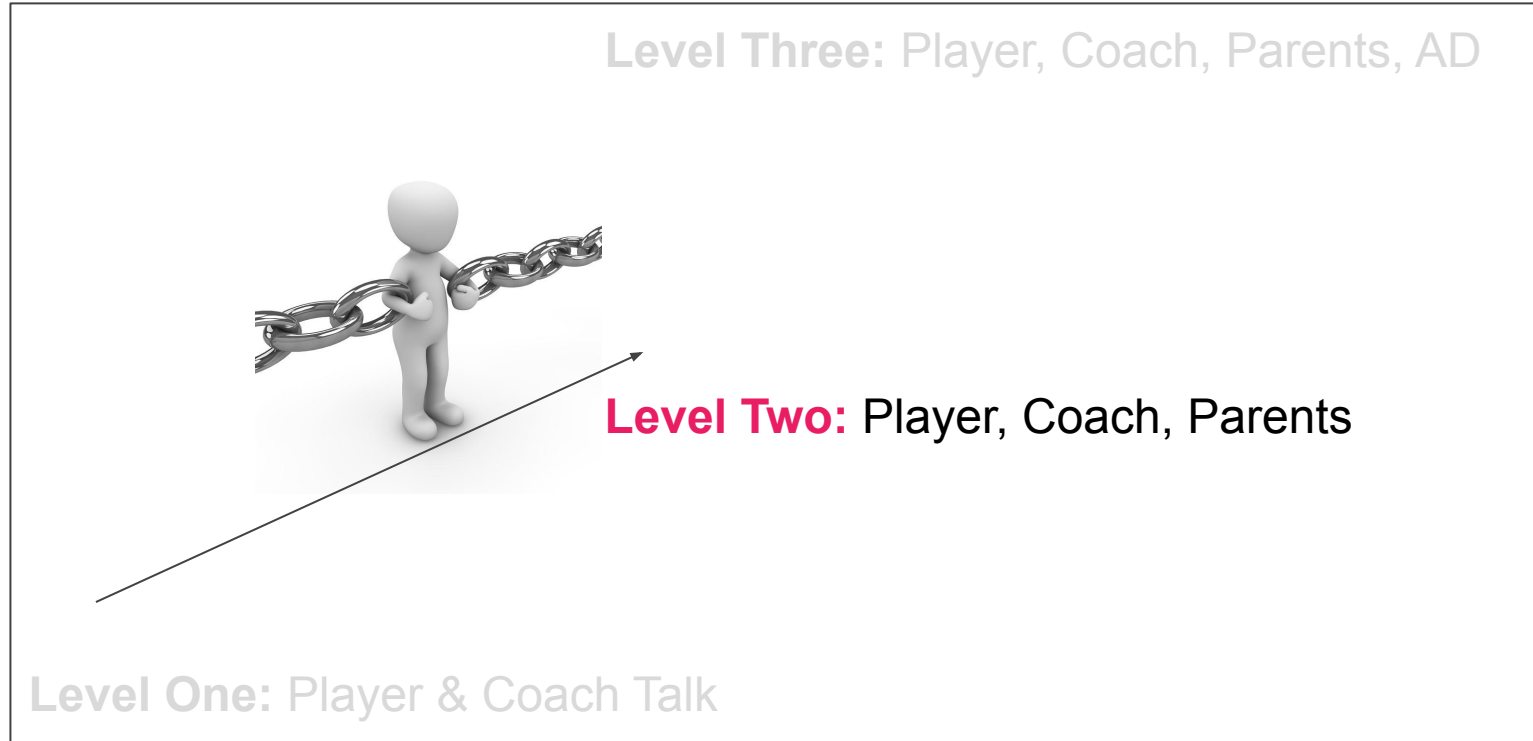 Level Three: Player, Coach, Parents, AD
Level Two: Player, Coach, Parents
Level One: Player & Coach Talk